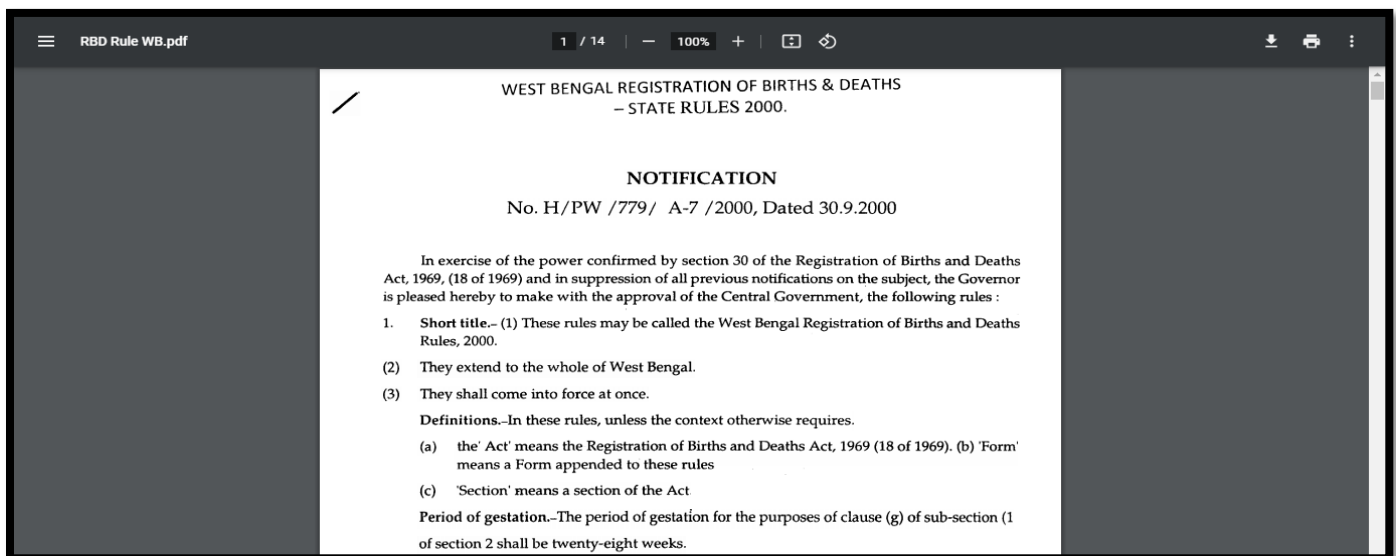 RBD Rule WB.pdf
1 / 14 | − 100% + |
WEST BENGAL REGISTRATION OF BIRTHS & DEATHS
– STATE RULES 2000.
NOTIFICATION
No. H/PW /779/ A-7 /2000, Dated 30.9.2000
In exercise of the power confirmed by section 30 of the Registration of Births and Deaths
Act, 1969, (18 of 1969) and in suppression of all previous notifications on the subject, the Governor
is pleased hereby to make with the approval of the Central Government, the following rules :
1. Short title.– (1) These rules may be called the West Bengal Registration of Births and Deaths
Rules, 2000.
(2) They extend to the whole of West Bengal.
(3) They shall come into force at once.
Definitions.–In these rules, unless the context otherwise requires.
(a) the' Act' means the Registration of Births and Deaths Act, 1969 (18 of 1969). (b) 'Form'
means a Form appended to these rules
(c) 'Section' means a section of the Act
Period of gestation.–The period of gestation for the purposes of clause (g) of sub-section (1
of section 2 shall be twenty-eight weeks.